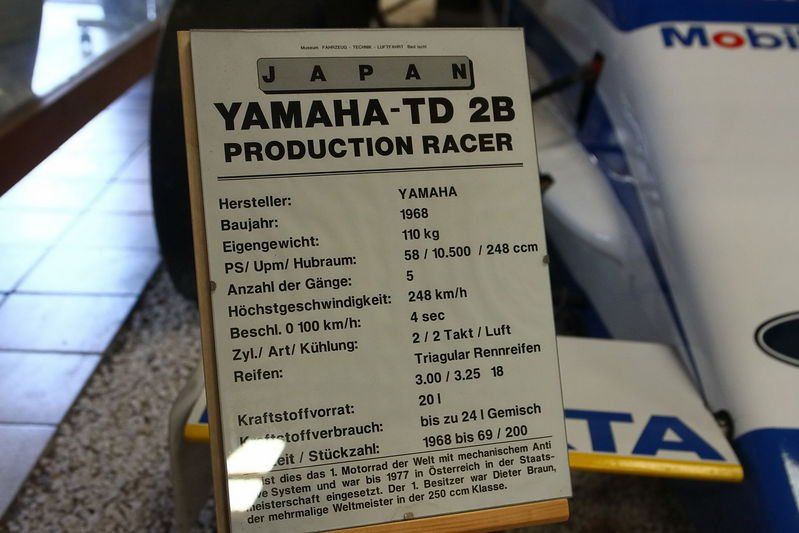 Museum FAHRZEUG - TECHNIK - LUFTFAHRT Bad Ischl
JAPAN
YAMAHA-TD 2B
PRODUCTION RACER
Hersteller: YAMAHA
Baujahr: 1968
Eigengewicht: 110 kg
PS/ Upm/ Hubraum: 58 / 10.500 / 248 ccm
Anzahl der Gänge: 5
Höchstgeschwindigkeit: 248 km/h
Beschl. 0 100 km/h: 4 sec
Zyl./ Art/ Kühlung: 2 / 2 Takt / Luft
Reifen: Triagular Rennreifen
3.00 / 3.25 18
Kraftstoffvorrat: 20 l
Kraftstoffverbrauch: bis zu 24 l Gemisch
/ Stückzahl: 1968 bis 69 / 200
ist dies das 1. Motorrad der Welt mit mechanischem Anti
System und war bis 1977 in Österreich in der Staats-
meisterschaft eingesetzt. Der 1. Besitzer war Dieter Braun,
der mehrmalige Weltmeister in der 250 ccm Klasse.
Mobil
TA